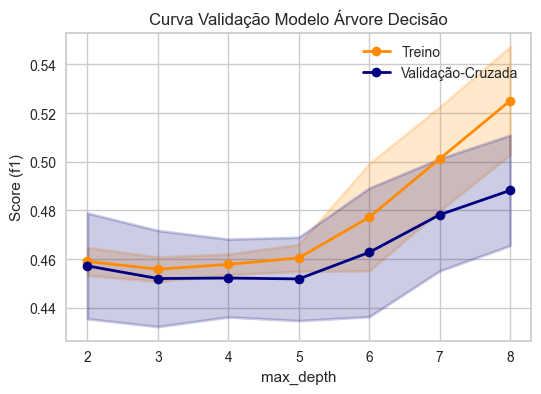 Curva Validação Modelo Árvore Decisão
Treino
Validação-Cruzada
Score (f1)
0.54
0.52
0.50
0.48
0.46
0.44
2 3 4 5 6 7 8
max_depth